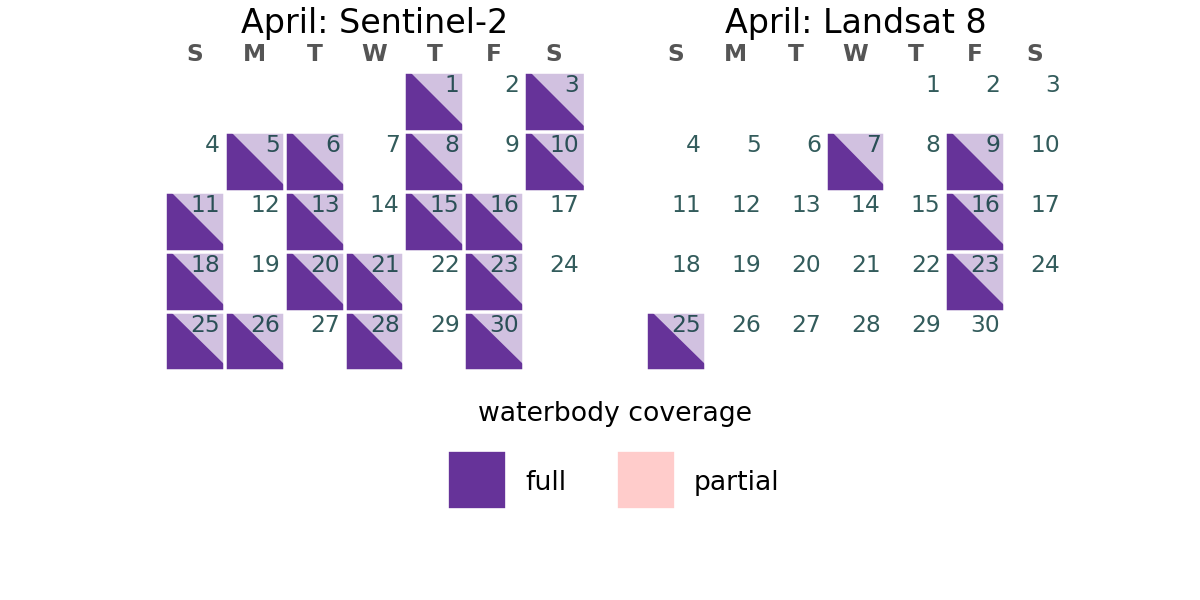 April: Sentinel-2
S M T W T F S
1 2 3
4 5 6 7 8 9 10
11 12 13 14 15 16 17
18 19 20 21 22 23 24
25 26 27 28 29 30
April: Landsat 8
S M T W T F S
1 2 3
4 5 6 7 8 9 10
11 12 13 14 15 16 17
18 19 20 21 22 23 24
25 26 27 28 29 30
waterbody coverage
full partial